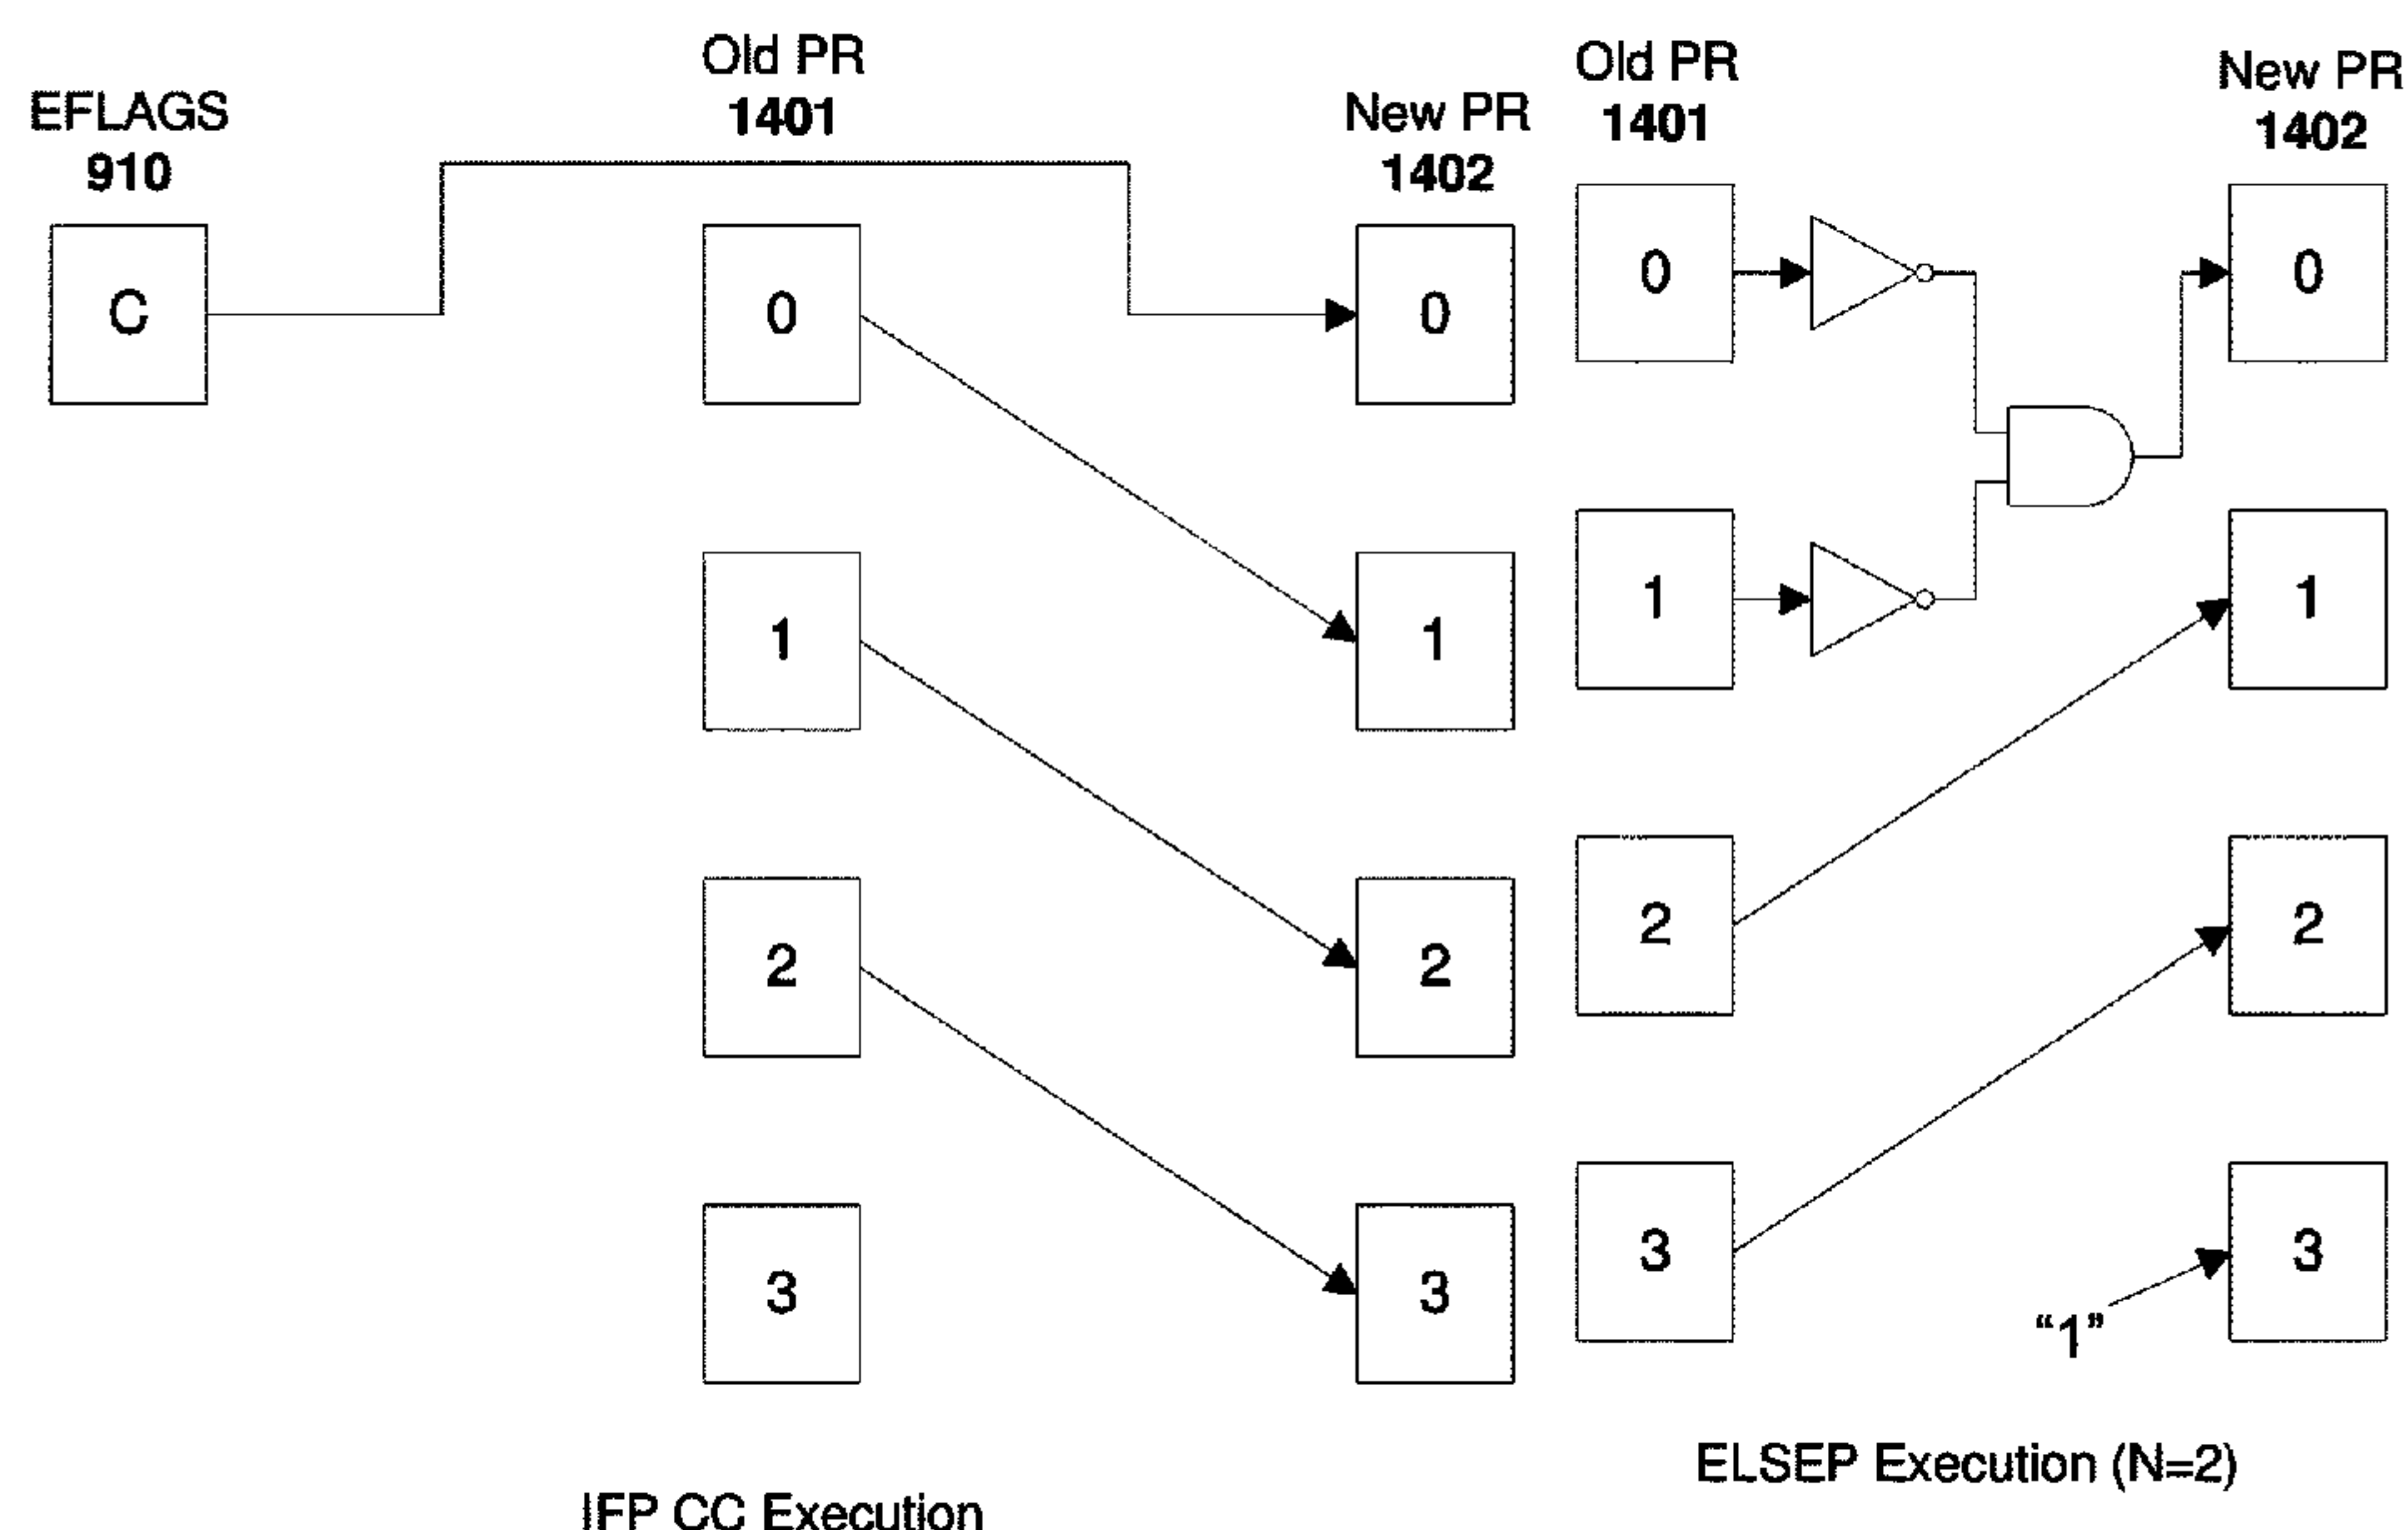 Old PR
1401
EFLAGS
910
New PR
1402
C
0
0
1
1
2
2
3
3
IFP CC Execution
Old PR
1401
New PR
1402
0
0
1
1
2
2
3
3
“1”
ELSEP Execution (N=2)